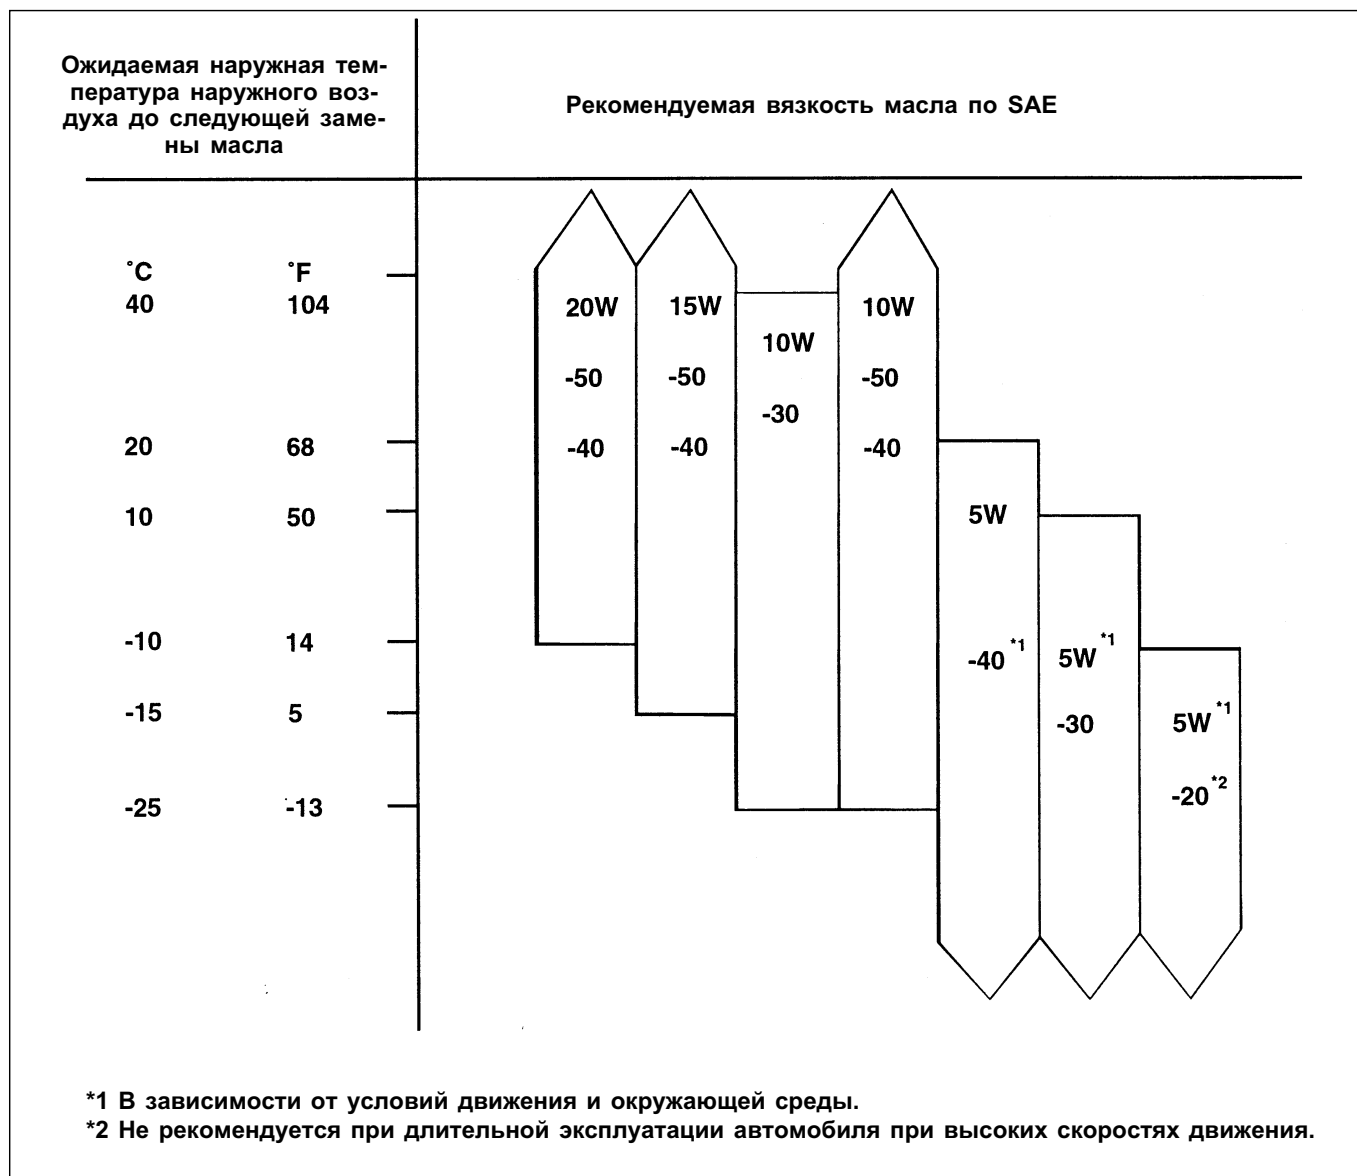 Ожидаемая наружная тем-
пература наружного воз-
духа до следующей заме-
ны масла
Рекомендуемая вязкость масла по SAE
°C °F
40 104 20W 15W 10W
10W
-50 -50 -50
-30
20 68 -40 -40 -40
10 50 5W
-10 14 -40*1 5W*1
-15 5 -30 5W*1
-25 -13 -20*2
*1 В зависимости от условий движения и окружающей среды.
*2 Не рекомендуется при длительной эксплуатации автомобиля при высоких скоростях движения.